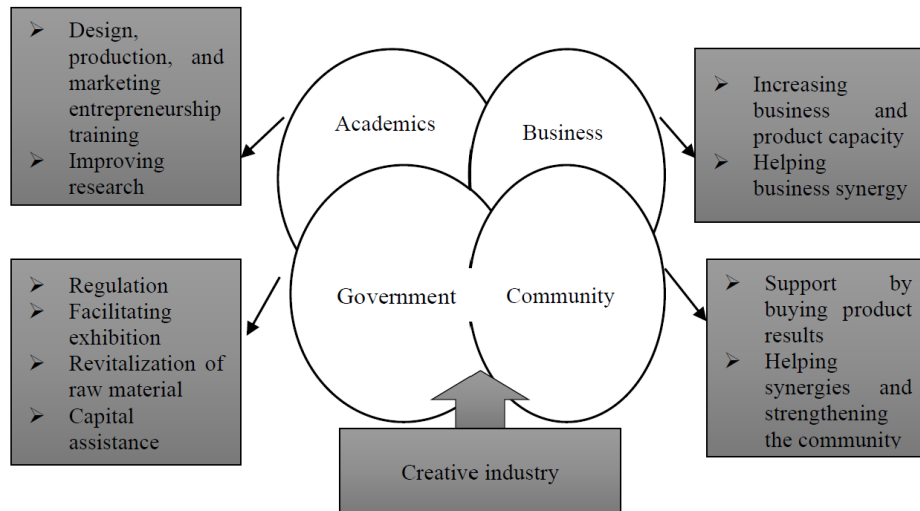 ➢ Design,
production, and
marketing
entrepreneurship
training
➢ Improving
research
Academics
Business
➢ Increasing
business and
product capacity
➢ Helping
business synergy
➢ Regulation
➢ Facilitating
exhibition
➢ Revitalization of
raw material
➢ Capital
assistance
Government
Community
➢ Support by
buying product
results
➢ Helping
synergies and
strengthening
the community
Creative industry